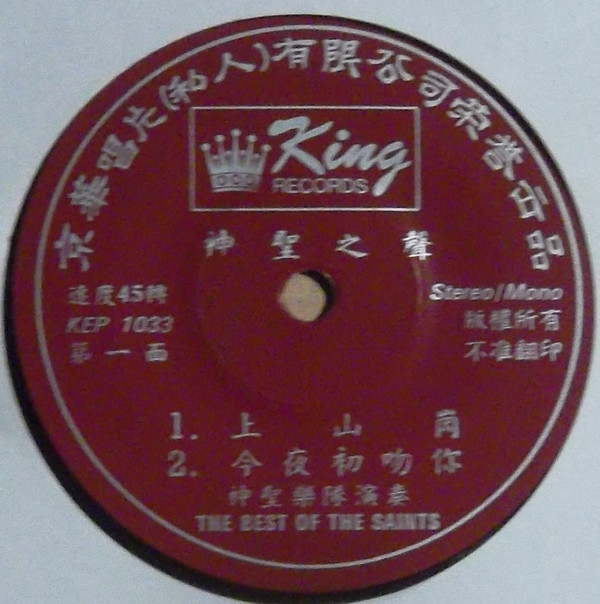 京華唱片(私人)有限公司榮譽出品
King
RECORDS
神聖之聲
速度45轉
KEP 1033
第一面
Stereo/Mono
版權所有
不准翻印
1. 上山崗
2. 今夜初吻你
神聖樂隊演奏
THE BEST OF THE SAINTS